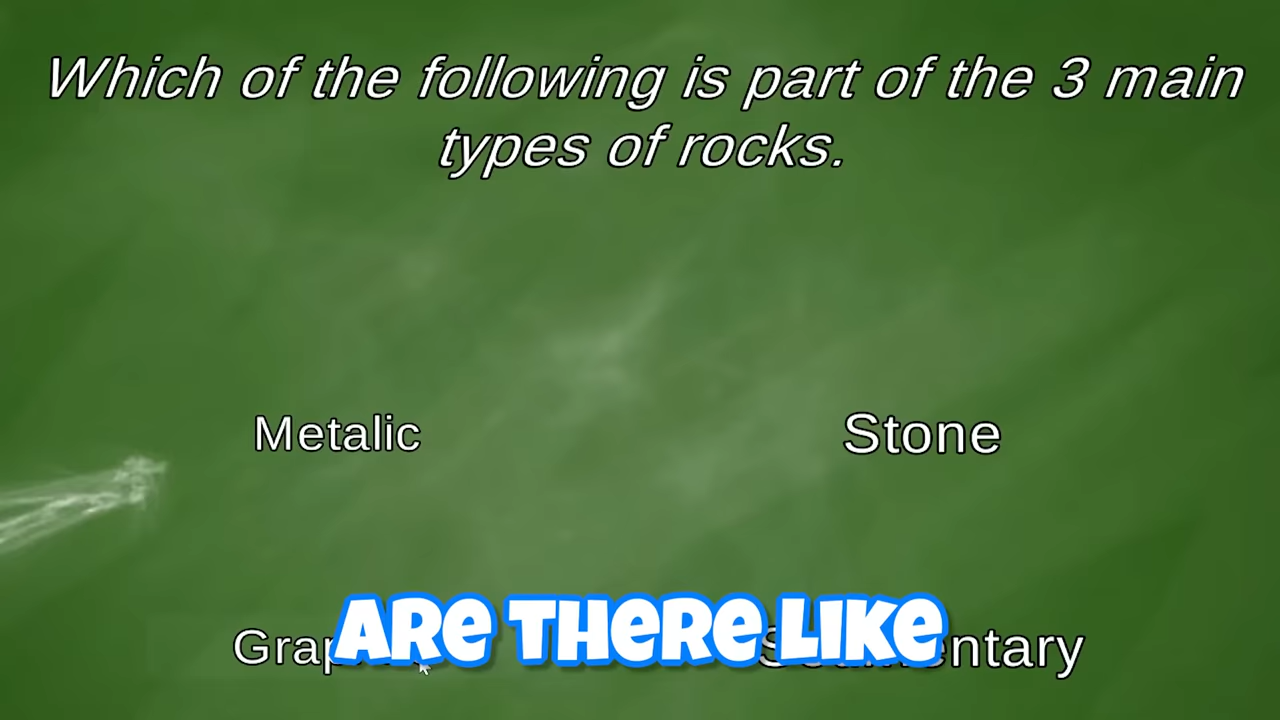 Which of the following is part of the 3 main
types of rocks.
Metalic
Stone
ARE THERE LIKE